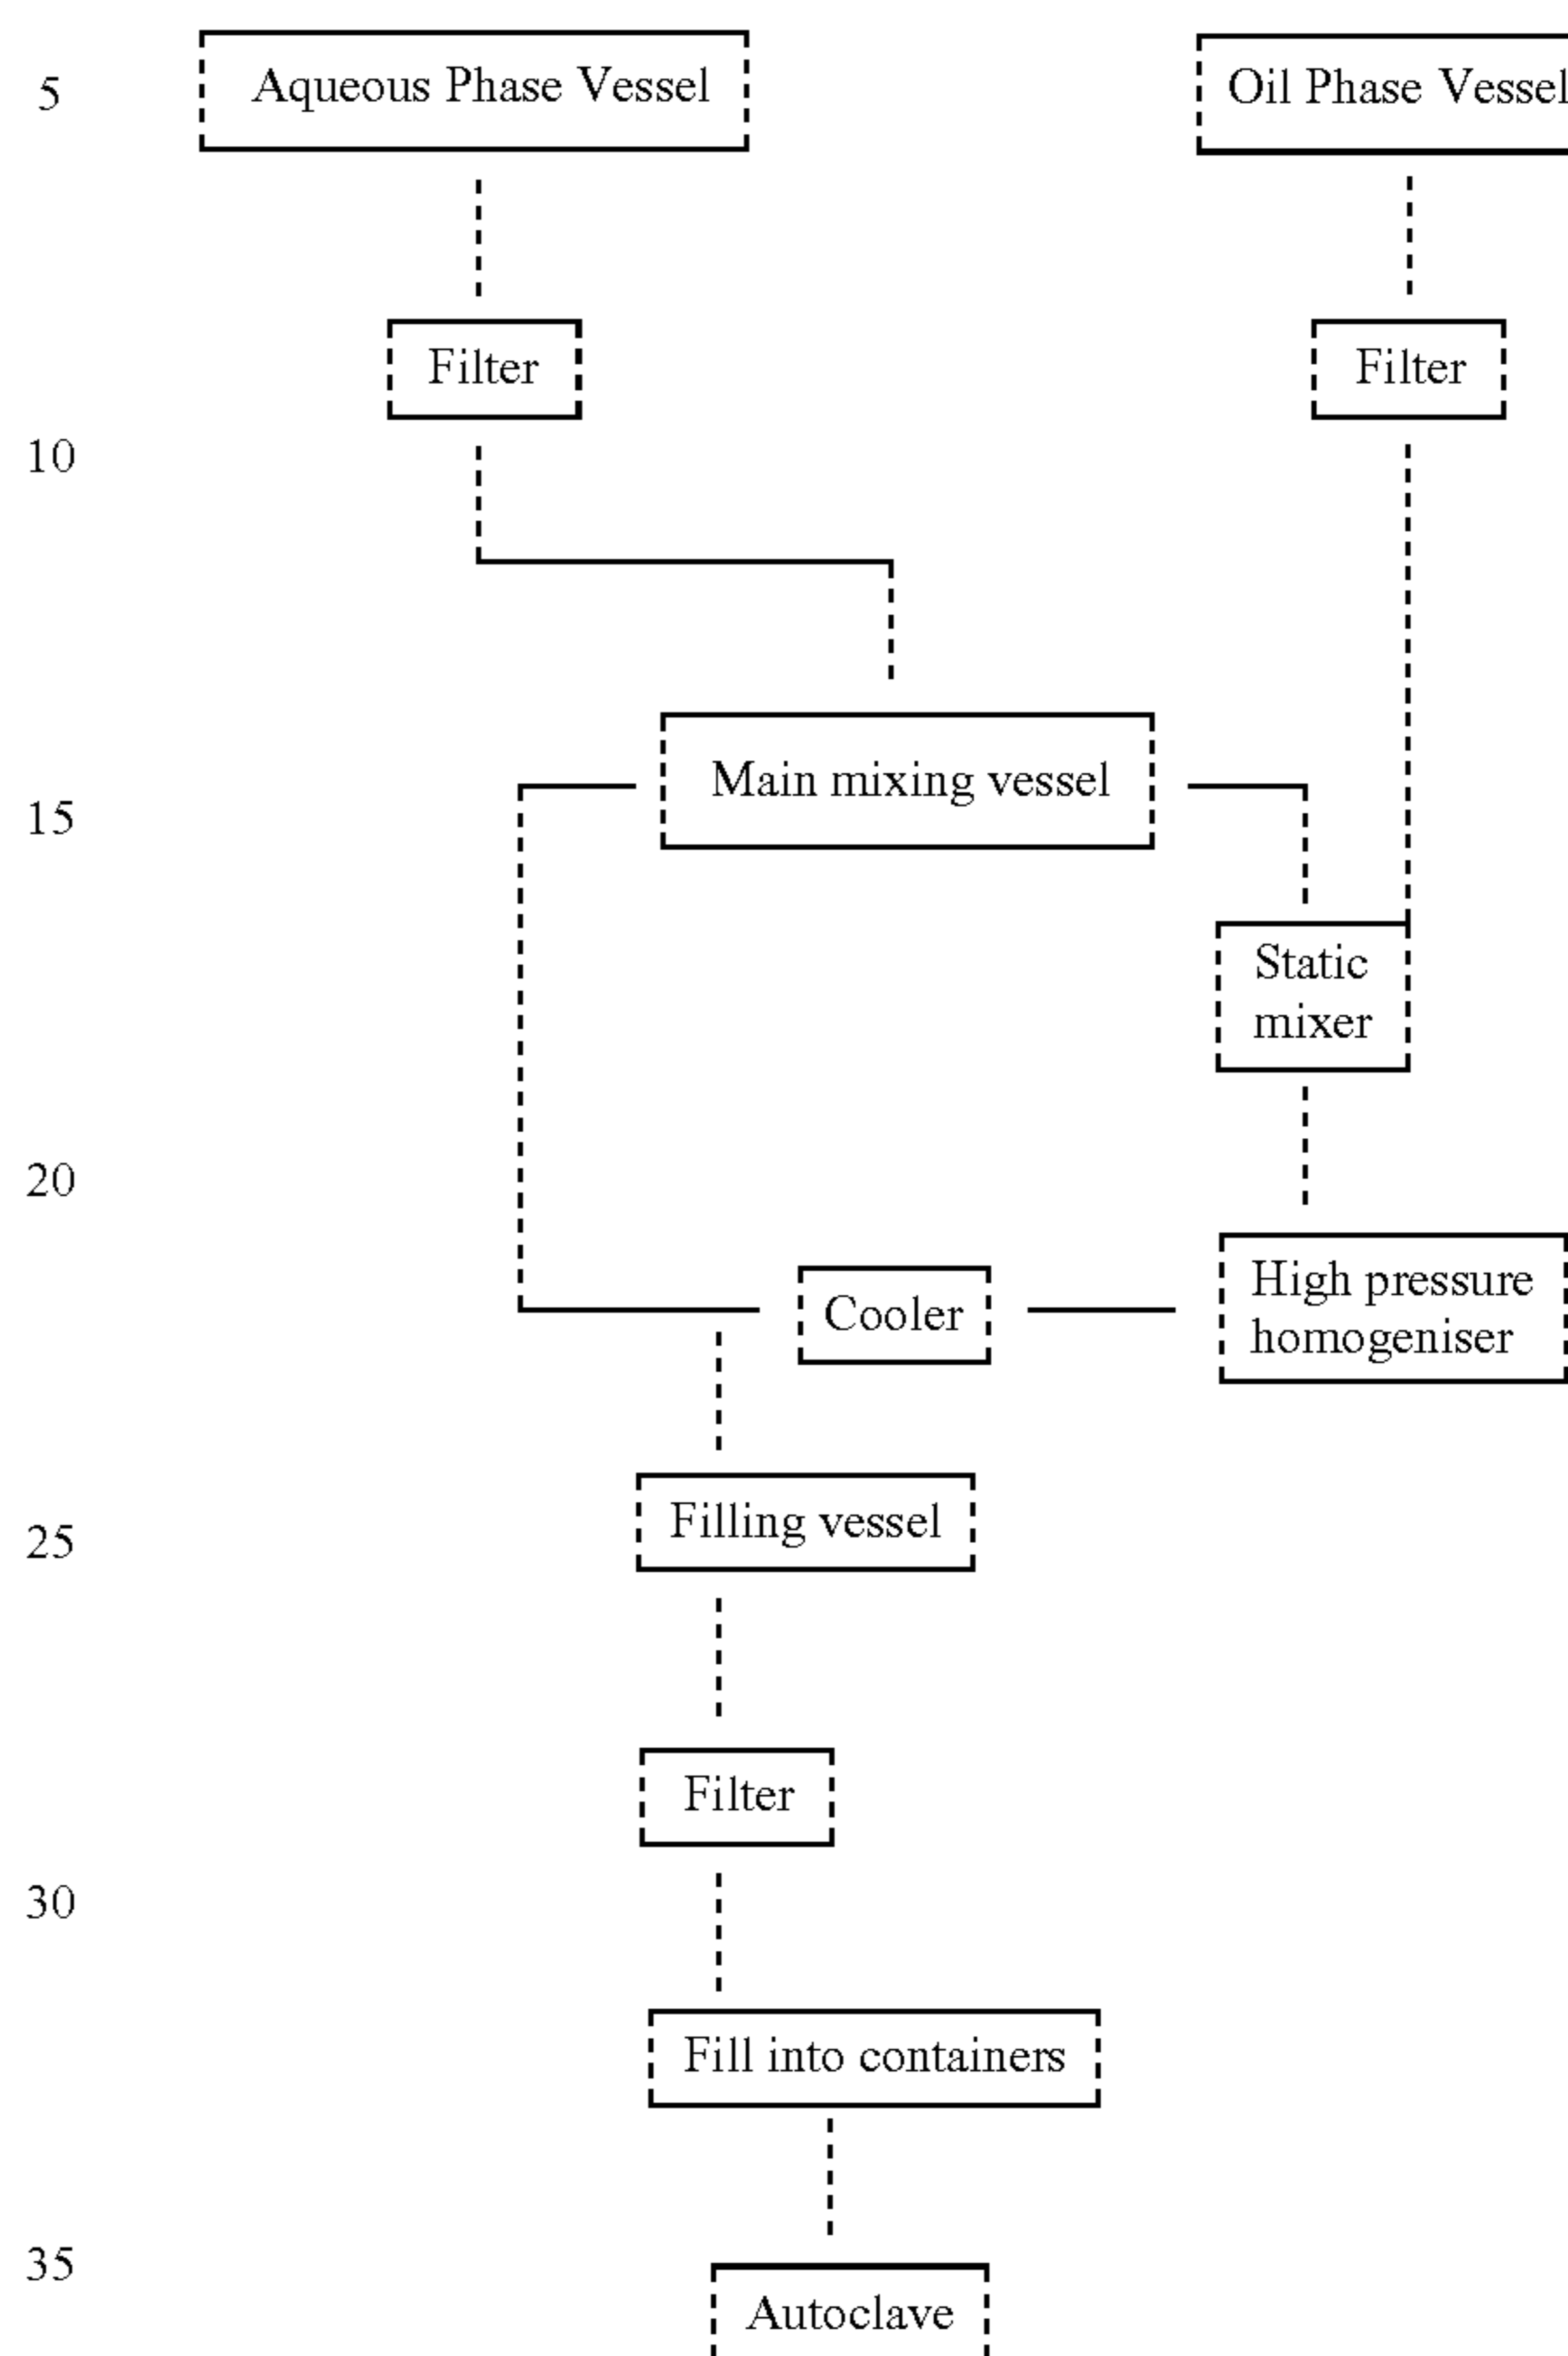 5
Aqueous Phase Vessel
Oil Phase Vessel
Filter
Filter
10
Main mixing vessel
15
Static
mixer
20
High pressure
homogeniser
Cooler
Filling vessel
25
Filter
30
Fill into containers
35
Autoclave